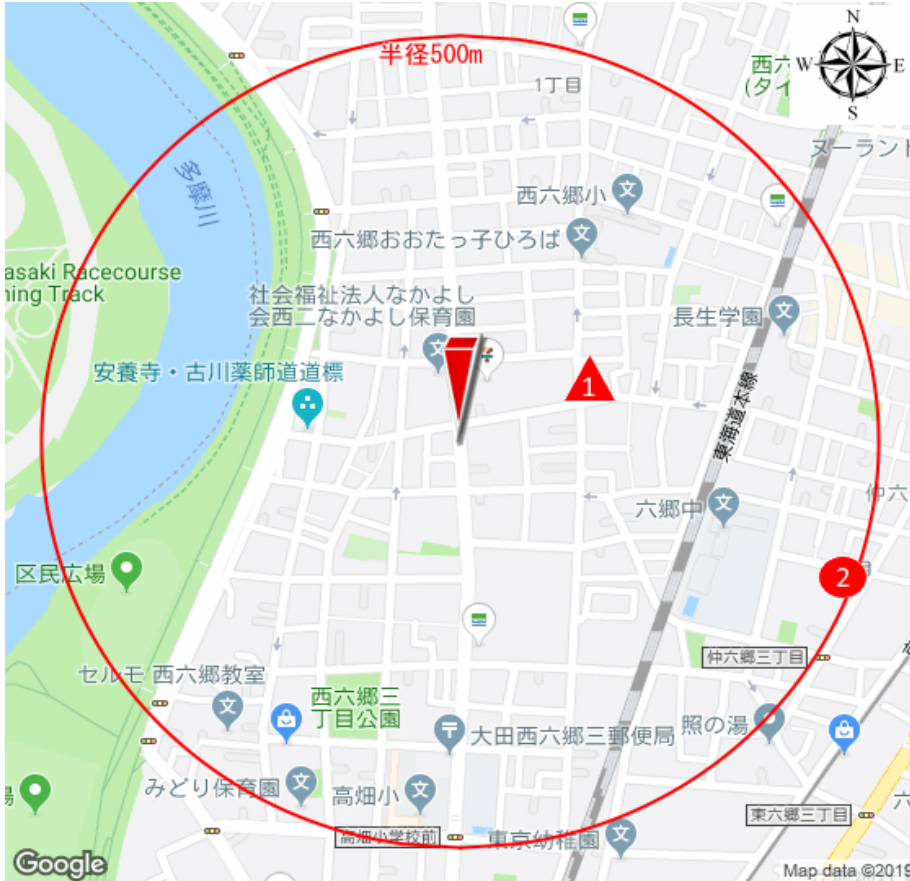 半径500m
N
W
E
S
1丁目
西六
(タイ
ヌーランド
多摩川
西六郷小
西六郷おおたっ子ひろば
asaki Racecourse
ning Track
社会福祉法人なかよし
会西二なかよし保育園
長生学園
安養寺・古川薬師道道標
1
東海道本線
六郷中
仲六
区民広場
2
目
仲六郷三丁目
セルモ 西六郷教室
西六郷三
丁目公園
大田西六郷三郵便局
照の湯
みどり保育園
高畑小
東六郷三丁目
六
場
高畑小学校前
東京幼稚園
Google
Map data ©2019